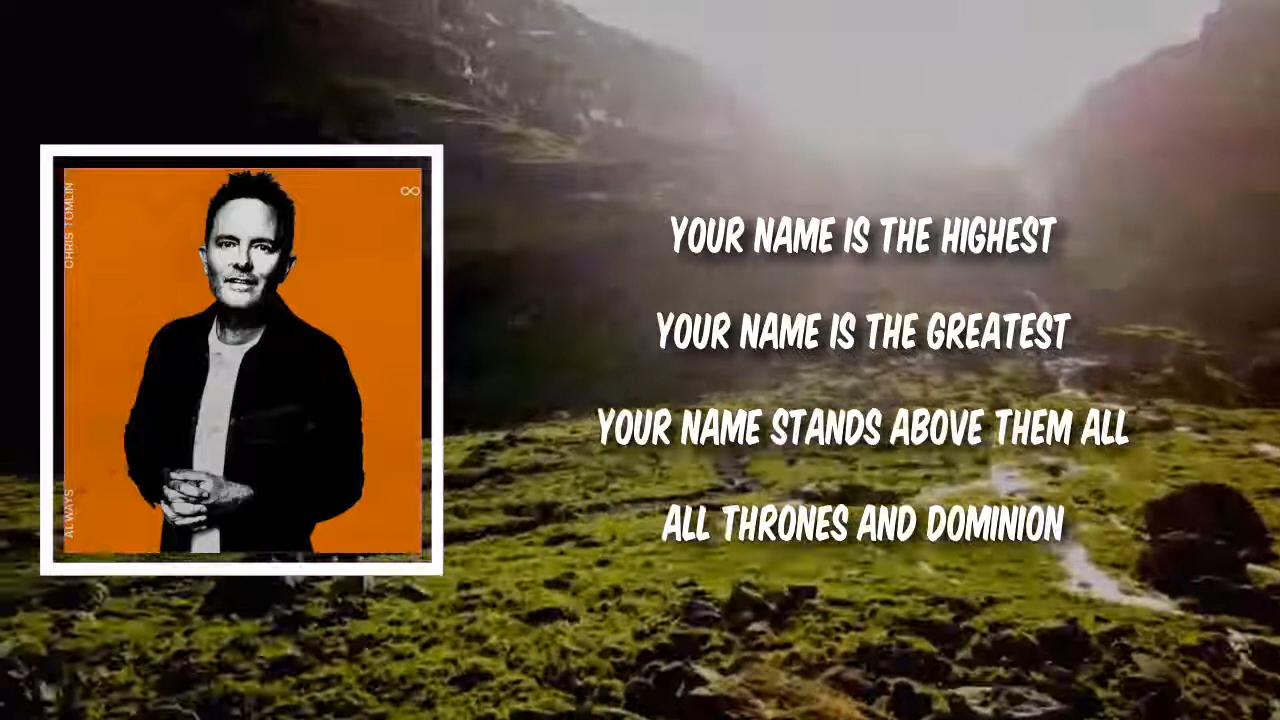 CHRIS TOMLIN
∞
ALWAYS
YOUR NAME IS THE HIGHEST
YOUR NAME IS THE GREATEST
YOUR NAME STANDS ABOVE THEM ALL
ALL THRONES AND DOMINION